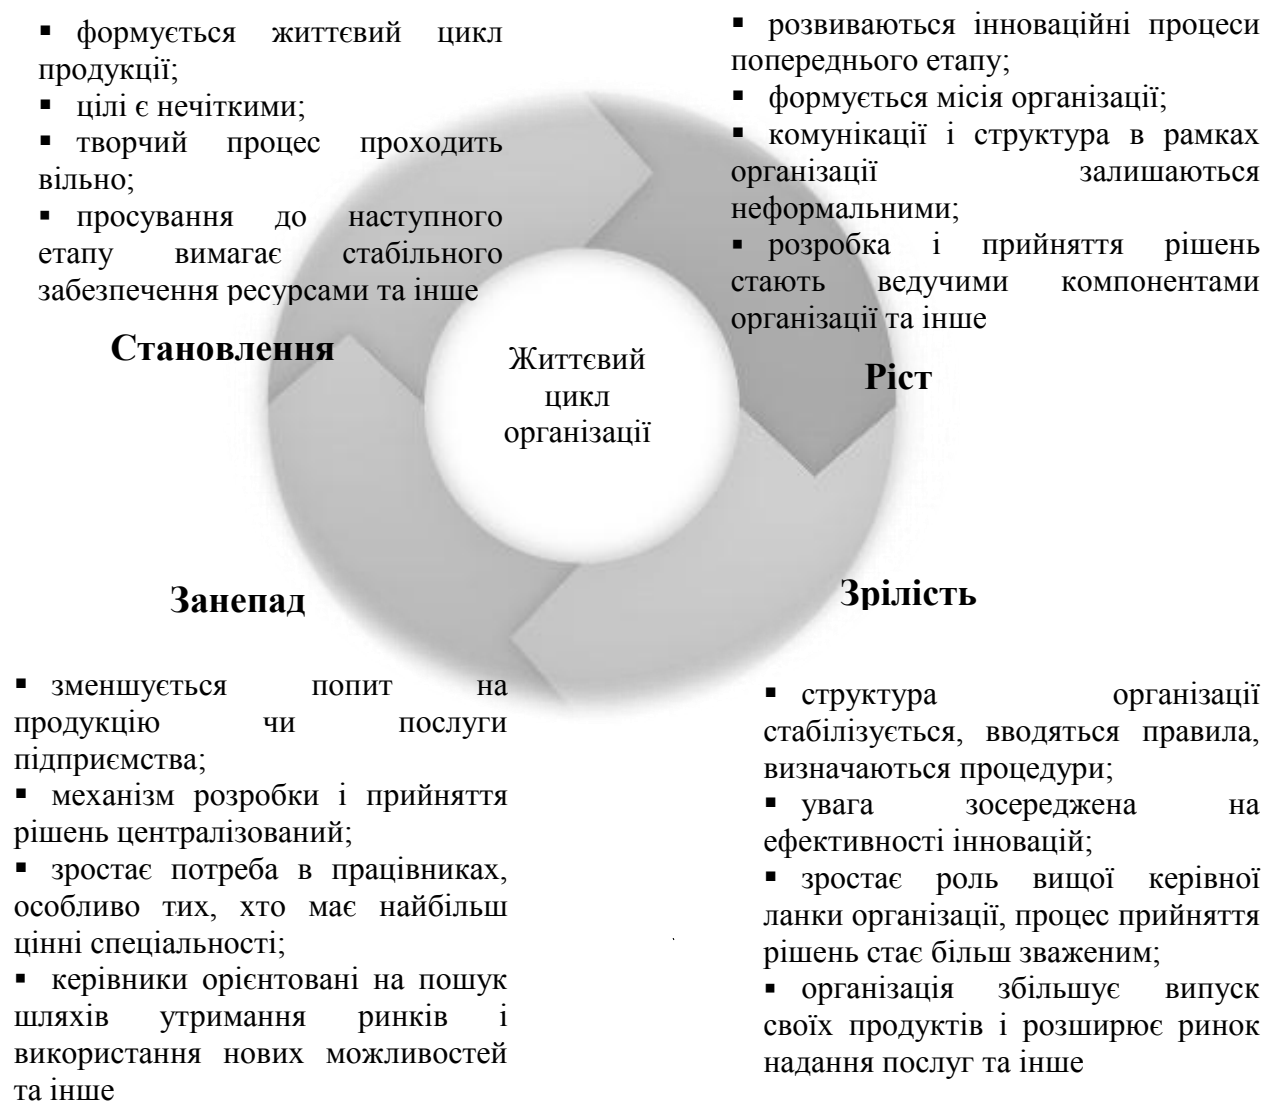 ▪ формується життєвий цикл
продукції;
▪ цілі є нечіткими;
▪ творчий процес проходить
вільно;
▪ просування до наступного
етапу вимагає стабільного
забезпечення ресурсами та інше
Становлення
▪ розвиваються інноваційні процеси
попереднього етапу;
▪ формується місія організації;
▪ комунікації і структура в рамках
організації залишаються
неформальними;
▪ розробка і прийняття рішень
стають ведучими компонентами
організації та інше
Ріст
Життєвий
цикл
організації
Занепад
▪ зменшується попит на
продукцію чи послуги
підприємства;
▪ механізм розробки і прийняття
рішень централізований;
▪ зростає потреба в працівниках,
особливо тих, хто має найбільш
цінні спеціальності;
▪ керівники орієнтовані на пошук
шляхів утримання ринків і
використання нових можливостей
та інше
Зрілість
▪ структура організації
стабілізується, вводяться правила,
визначаються процедури;
▪ увага зосереджена на
ефективності інновацій;
▪ зростає роль вищої керівної
ланки організації, процес прийняття
рішень стає більш зваженим;
▪ організація збільшує випуск
своїх продуктів і розширює ринок
надання послуг та інше